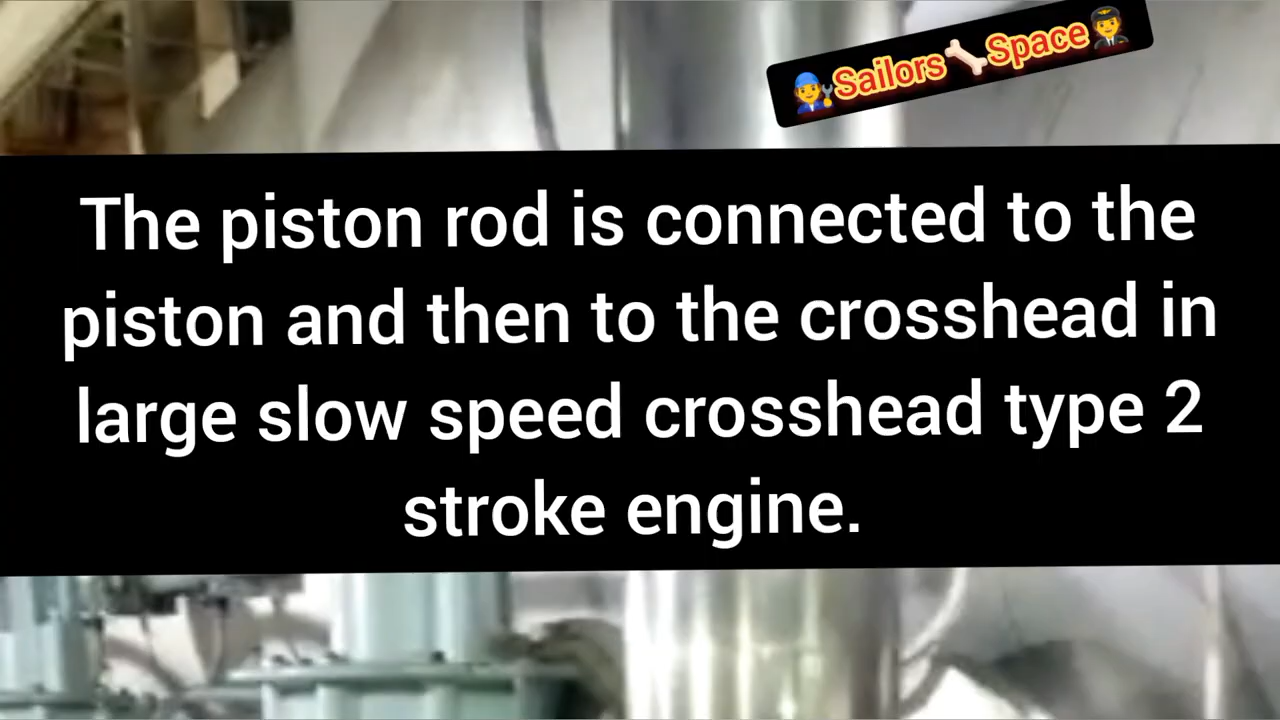 👨‍🔧Sailors🦴Space👨‍✈️
The piston rod is connected to the
piston and then to the crosshead in
large slow speed crosshead type 2
stroke engine.